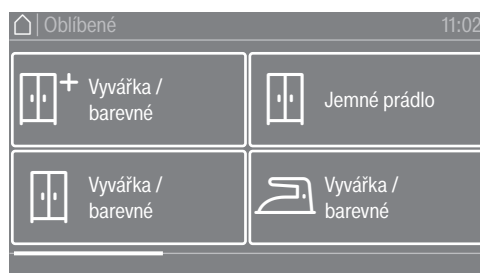 Oblíbené
11:02
Vyvářka /
barevné
Jemné prádlo
Vyvářka /
barevné
Vyvářka /
barevné